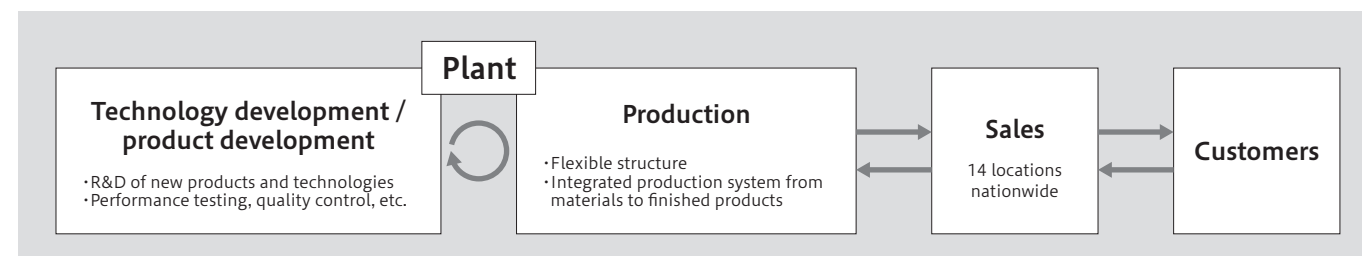 Plant
Technology development /
product development
・R&D of new products and technologies
・Performance testing, quality control, etc.
Production
・Flexible structure
・Integrated production system from
materials to finished products
Sales
14 locations
nationwide
Customers